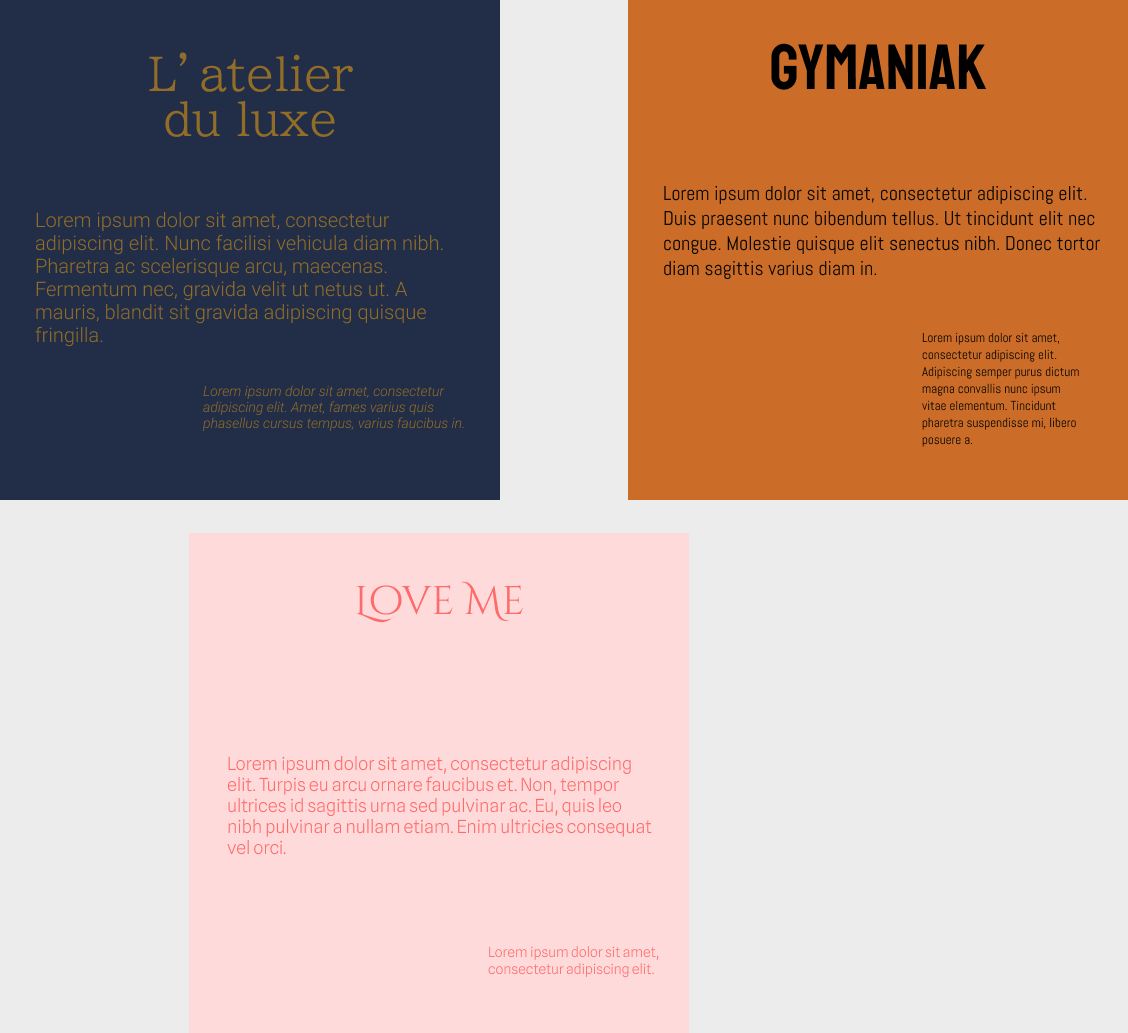 L’ atelier
du luxe
Lorem ipsum dolor sit amet, consectetur
adipiscing elit. Nunc facilisi vehicula diam nibh.
Pharetra ac scelerisque arcu, maecenas.
Fermentum nec, gravida velit ut netus ut. A
mauris, blandit sit gravida adipiscing quisque
fringilla.
Lorem ipsum dolor sit amet, consectetur
adipiscing elit. Amet, fames varius quis
phasellus cursus tempus, varius faucibus in.
GYMANIAK
Lorem ipsum dolor sit amet, consectetur adipiscing elit.
Duis praesent nunc bibendum tellus. Ut tincidunt elit nec
congue. Molestie quisque elit senectus nibh. Donec tortor
diam sagittis varius diam in.
Lorem ipsum dolor sit amet,
consectetur adipiscing elit.
Adipiscing semper purus dictum
magna convallis nunc ipsum
vitae elementum. Tincidunt
pharetra suspendisse mi, libero
posuere a.
LOVE ME
Lorem ipsum dolor sit amet, consectetur adipiscing
elit. Turpis eu arcu ornare faucibus et. Non, tempor
ultrices id sagittis urna sed pulvinar ac. Eu, quis leo
nibh pulvinar a nullam etiam. Enim ultricies consequat
vel orci.
Lorem ipsum dolor sit amet,
consectetur adipiscing elit.